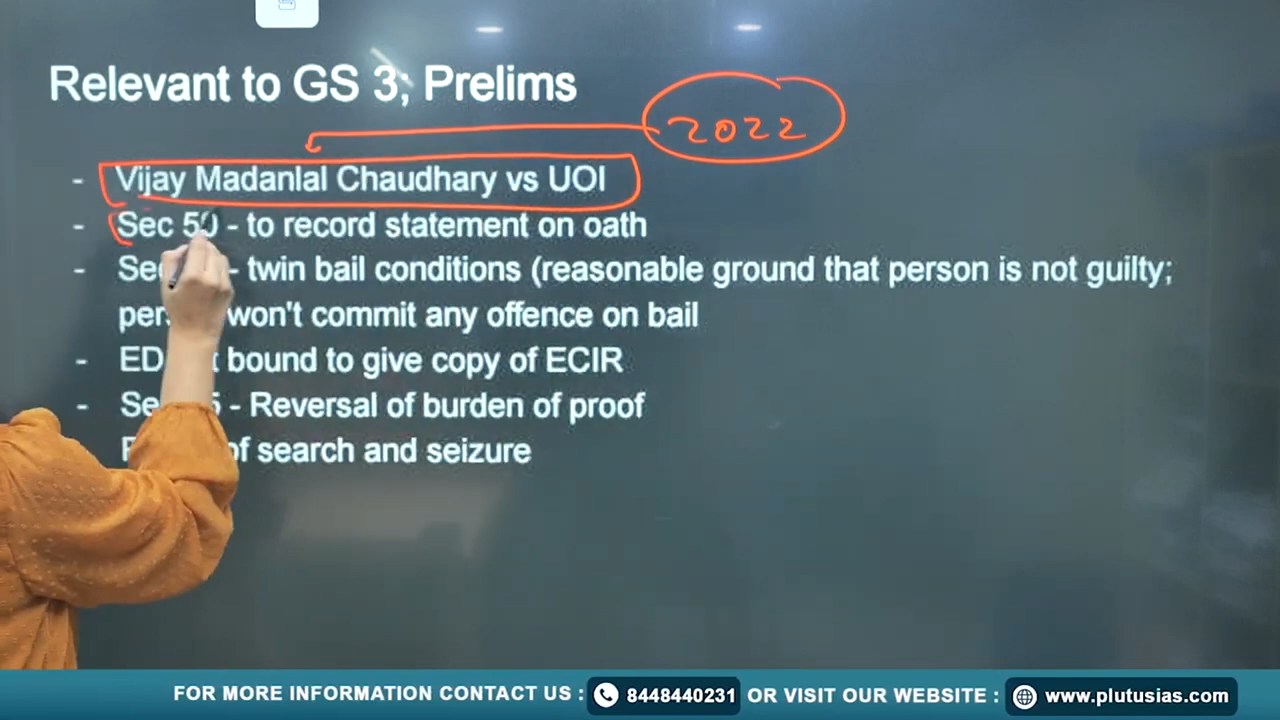 Relevant to GS 3; Prelims
2022
- Vijay Madanlal Chaudhary vs UOI
- Sec 50 - to record statement on oath
- - twin bail conditions (reasonable ground that person is not guilty;
won't commit any offence on bail
- ED bound to give copy of ECIR
- - Reversal of burden of proof
of search and seizure
FOR MORE INFORMATION CONTACT US : 8448440231 OR VISIT OUR WEBSITE : www.plutusias.com